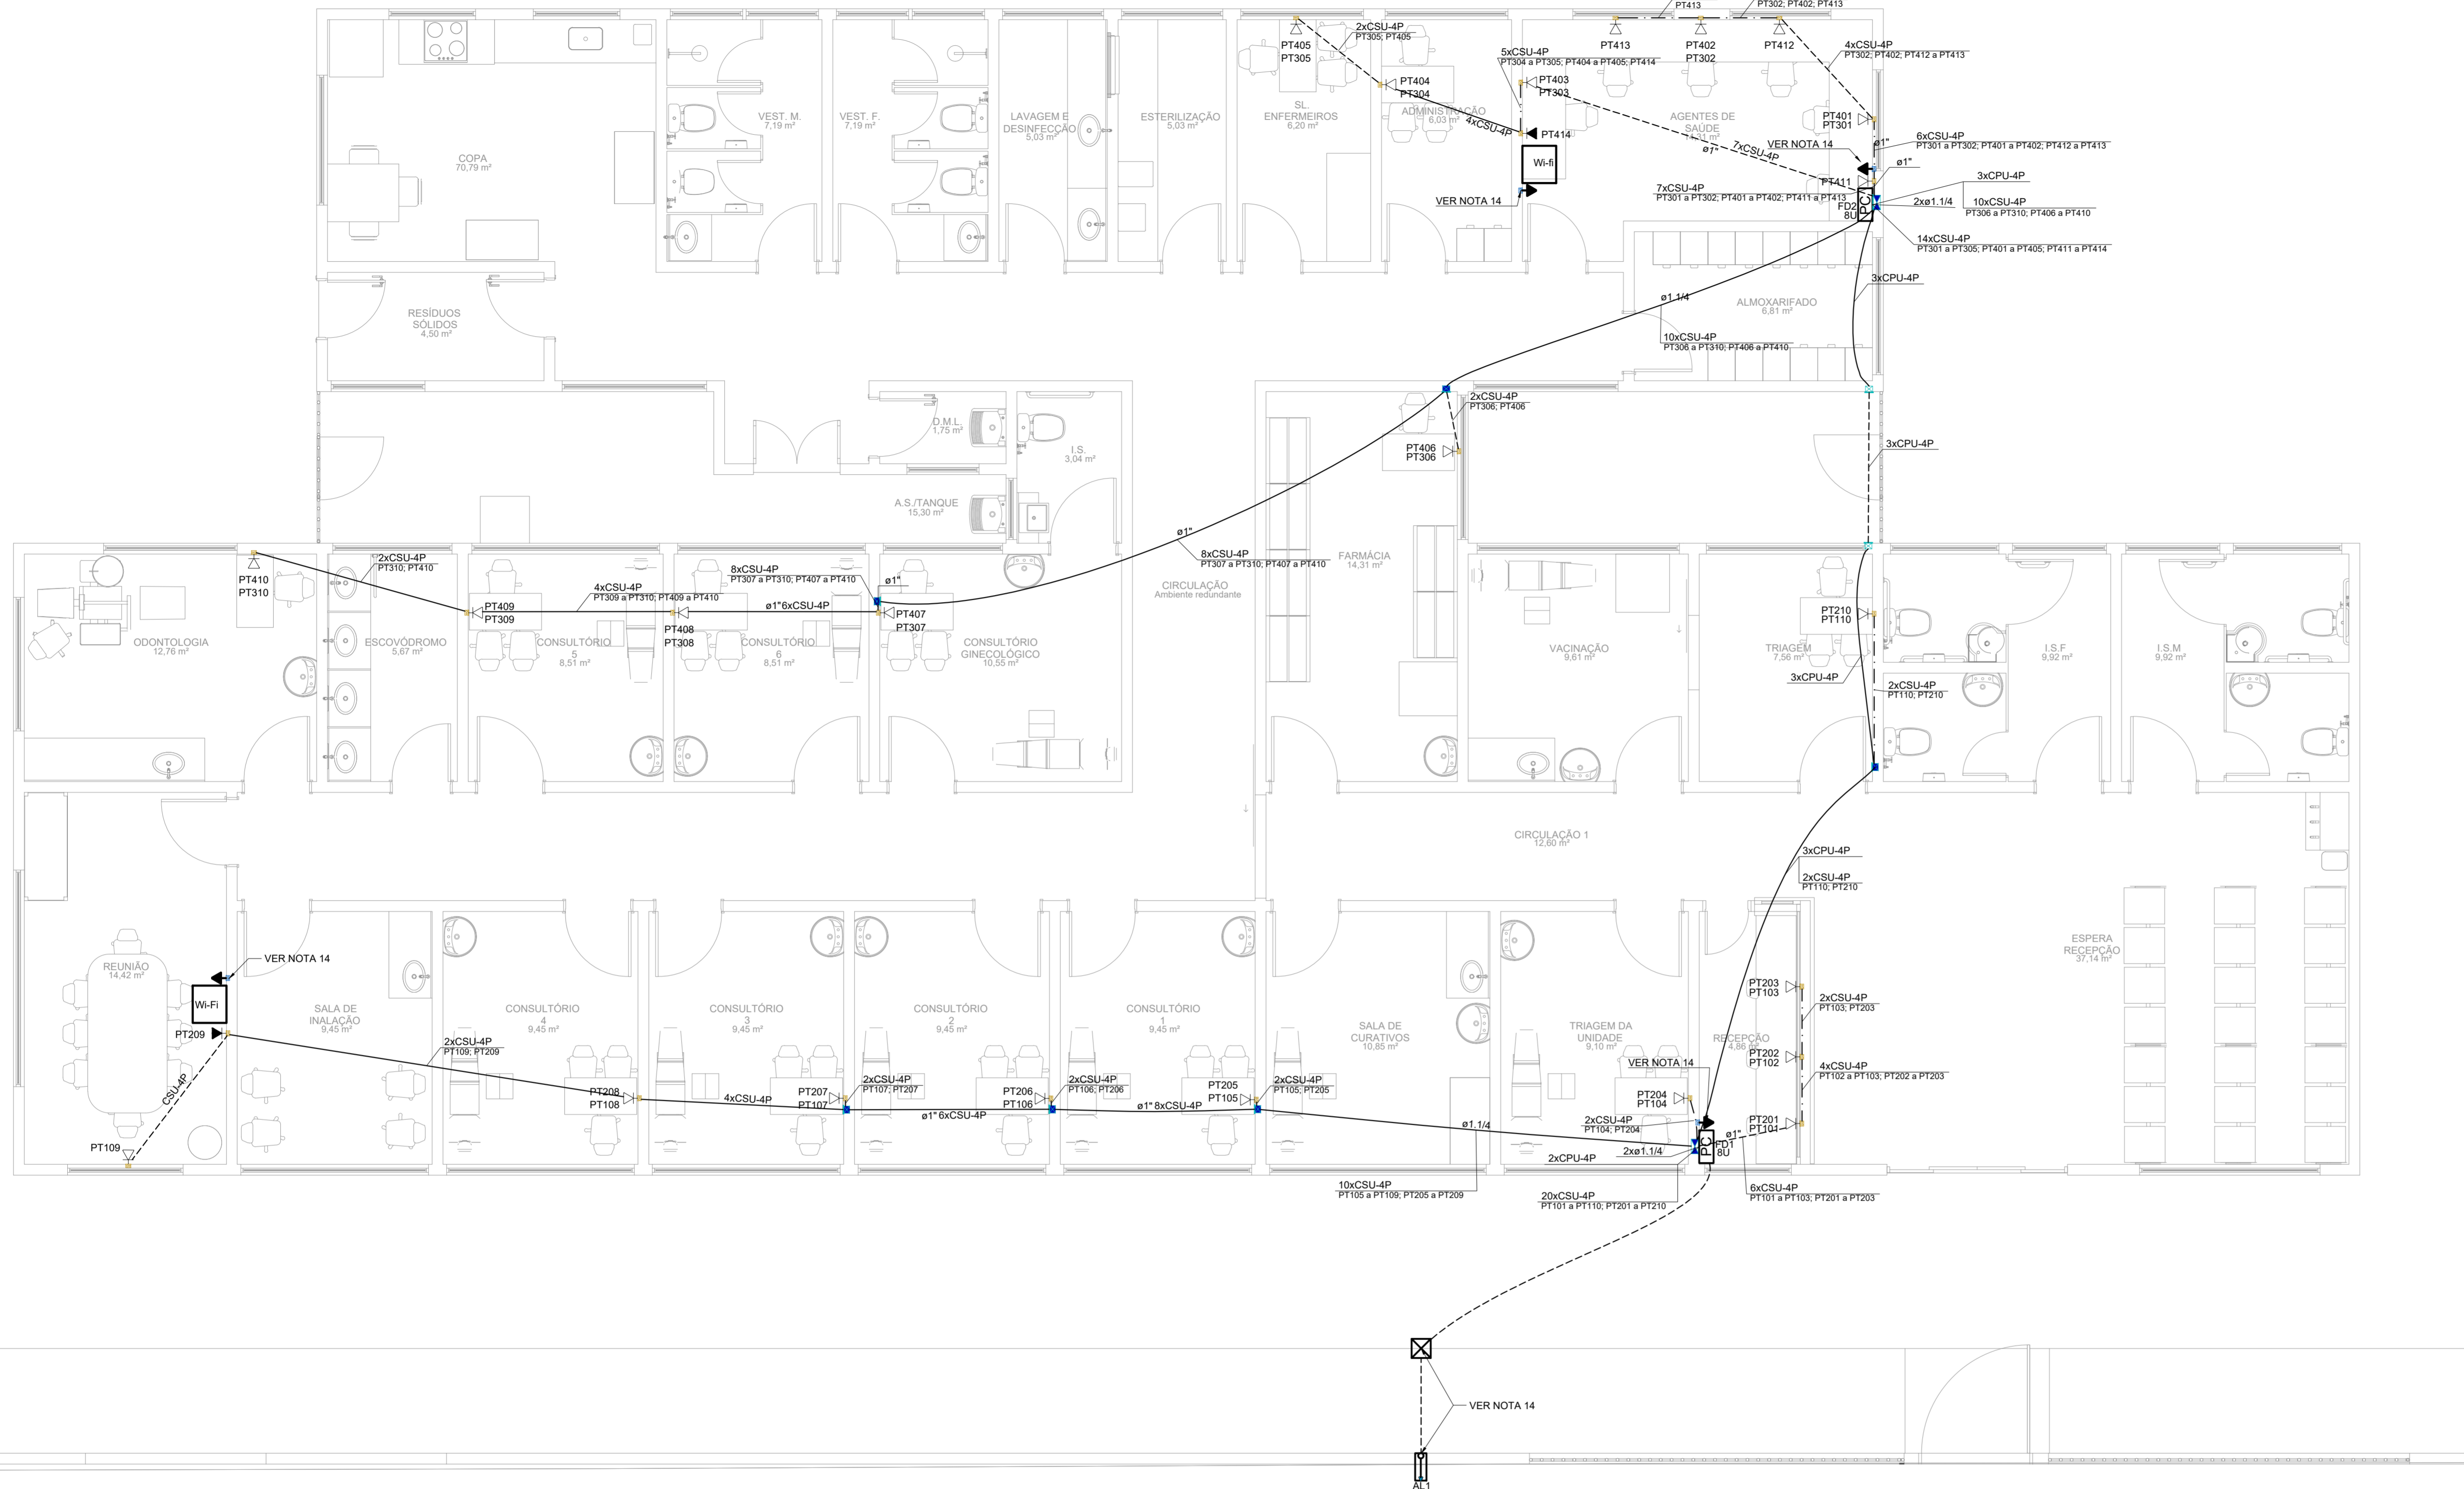 PT413
PT302; PT402; PT413
2xCSU-4P
PT305; PT405
PT405
PT305
5xCSU-4P
PT304 a PT305; PT404 a PT405; PT414
PT413
PT402
PT302
PT412
4xCSU-4P
PT302; PT402; PT412 a PT413
PT404
PT304
PT403
PT303
COPA
70,79 m²
VEST. M.
7,19 m²
VEST. F.
7,19 m²
LAVAGEM E
DESINFECÇÃO
5,03 m²
ESTERILIZAÇÃO
5,03 m²
SL.
ENFERMEIROS
6,20 m²
ADMINISTRAÇÃO
6,03 m²
4xCSU-4P
PT414
Wi-fi
VER NOTA 14
AGENTES DE
SAÚDE
ø1"
7xCSU-4P
PT401
PT301
VER NOTA 14
ø1"
6xCSU-4P
PT301 a PT302; PT401 a PT402; PT412 a PT413
ø1"
PT411
7xCSU-4P
PT301 a PT302; PT401 a PT402; PT411 a PT413
PC
FD2
8U
3xCPU-4P
2xø1.1/4
10xCSU-4P
PT306 a PT310; PT406 a PT410
14xCSU-4P
PT301 a PT305; PT401 a PT405; PT411 a PT414
3xCPU-4P
RESÍDUOS
SÓLIDOS
4,50 m²
ø1.1/4
ALMOXARIFADO
6,81 m²
10xCSU-4P
PT306 a PT310; PT406 a PT410
D.M.L.
1,75 m²
I.S.
3,04 m²
2xCSU-4P
PT306; PT406
PT406
PT306
3xCPU-4P
A.S./TANQUE
15,30 m²
ø1"
8xCSU-4P
PT307 a PT310; PT407 a PT410
PT410
PT310
2xCSU-4P
PT310; PT410
4xCSU-4P
PT309 a PT310; PT409 a PT410
8xCSU-4P
PT307 a PT310; PT407 a PT410
ø1"
ø1" 6xCSU-4P
PT409
PT309
PT408
PT308
PT407
PT307
CIRCULAÇÃO
Ambiente redundante
FARMÁCIA
14,31 m²
PT210
PT110
ODONTOLOGIA
12,76 m²
ESCOVÓDROMO
5,67 m²
CONSULTÓRIO
5
8,51 m²
CONSULTÓRIO
6
8,51 m²
CONSULTÓRIO
GINECOLÓGICO
10,55 m²
VACINAÇÃO
9,61 m²
TRIAGEM
7,56 m²
I.S.F
9,92 m²
I.S.M
9,92 m²
3xCPU-4P
2xCSU-4P
PT110; PT210
CIRCULAÇÃO 1
12,60 m²
3xCPU-4P
2xCSU-4P
PT110; PT210
REUNIÃO
14,42 m²
VER NOTA 14
Wi-Fi
PT209
CSU-4P
PT109
SALA DE
INALAÇÃO
9,45 m²
2xCSU-4P
PT109; PT209
CONSULTÓRIO
4
9,45 m²
PT208
PT108
4xCSU-4P
CONSULTÓRIO
3
9,45 m²
PT207
PT107
2xCSU-4P
PT107; PT207
ø1" 6xCSU-4P
CONSULTÓRIO
2
9,45 m²
PT206
PT106
2xCSU-4P
PT106; PT206
ø1" 8xCSU-4P
CONSULTÓRIO
1
9,45 m²
PT205
PT105
2xCSU-4P
PT105; PT205
SALA DE
CURATIVOS
10,85 m²
ø1.1/4
TRIAGEM DA
UNIDADE
9,10 m²
RECEPÇÃO
4,86 m²
VER NOTA 14
PT204
PT104
2xCSU-4P
PT104; PT204
2xø1.1/4
2xCPU-4P
PC
FD1
8U
ø1"
PT203
PT103
2xCSU-4P
PT103; PT203
PT202
PT102
4xCSU-4P
PT102 a PT103; PT202 a PT203
PT201
PT101
ESPERA
RECEPÇÃO
37,14 m²
10xCSU-4P
PT105 a PT109; PT205 a PT209
20xCSU-4P
PT101 a PT110; PT201 a PT210
6xCSU-4P
PT101 a PT103; PT201 a PT203
VER NOTA 14
AL1